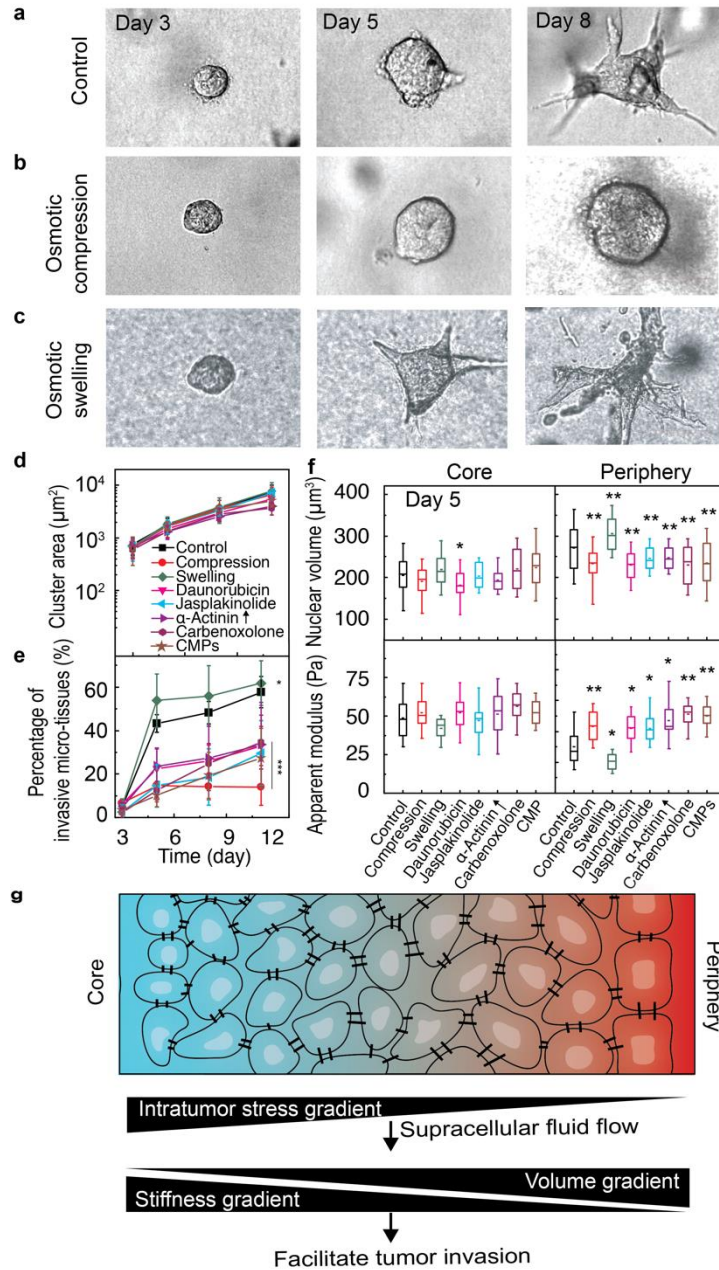 a
Day 3
Day 5
Day 8
Control
b
Osmotic
compression
c
Osmotic
swelling
d
Cluster area (µm²)
10⁴
10³
10²
Control
Compression
Swelling
Daunorubicin
Jasplakinolide
α-Actinin↑
Carbenoxolone
CMPs
e
Percentage of
invasive micro-tissues (%)
60
40
20
0
*
***
3
6
9
12
Time (day)
f
Core
Periphery
Day 5
Nuclear volume (µm³)
400
300
200
100
*
** ** ** ** ** ** **
Apparent modulus (Pa)
100
50
0
** * * * * ** **
Control
Compression
Swelling
Daunorubicin
Jasplakinolide
α-Actinin↑
Carbenoxolone
CMP
Control
Compression
Swelling
Daunorubicin
Jasplakinolide
α-Actinin↑
Carbenoxolone
CMPs
g
Core
Periphery
Intratumor stress gradient
Supracellular fluid flow
Volume gradient
Stiffness gradient
Facilitate tumor invasion